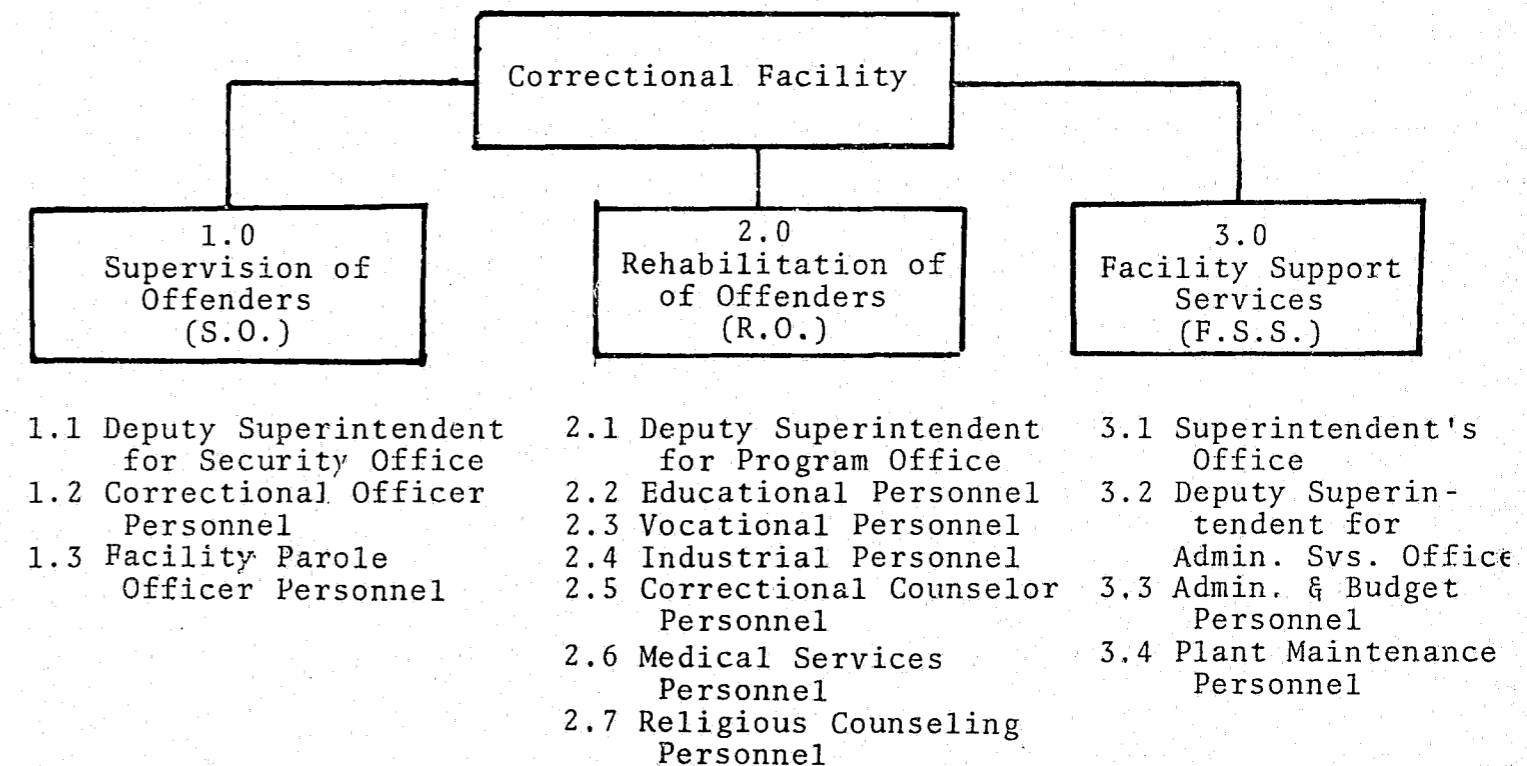 Correctional Facility
1.0
Supervision of
Offenders
(S.O.)
2.0
Rehabilitation of
of Offenders
(R.O.)
3.0
Facility Support
Services
(F.S.S.)
1.1 Deputy Superintendent
for Security Office
1.2 Correctional Officer
Personnel
1.3 Facility Parole
Officer Personnel
2.1 Deputy Superintendent
for Program Office
2.2 Educational Personnel
2.3 Vocational Personnel
2.4 Industrial Personnel
2.5 Correctional Counselor
Personnel
2.6 Medical Services
Personnel
2.7 Religious Counseling
Personnel
3.1 Superintendent's
Office
3.2 Deputy Superin-
tendent for
Admin. Svs. Office
3.3 Admin. & Budget
Personnel
3.4 Plant Maintenance
Personnel